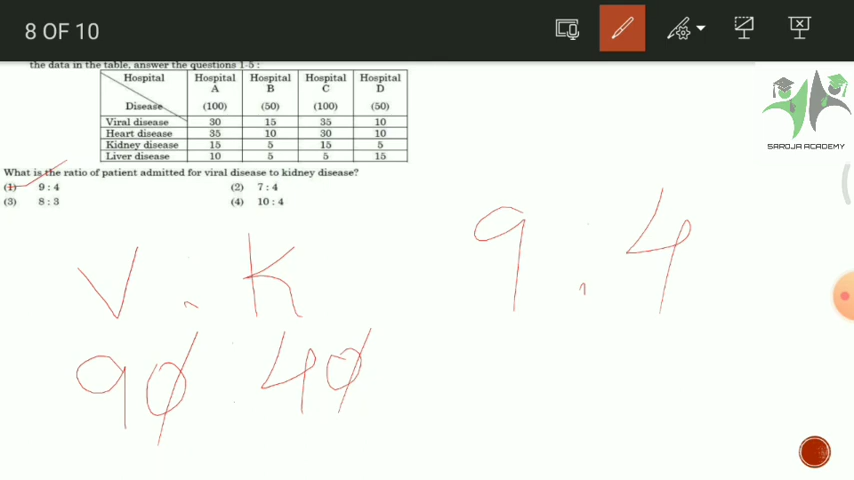 8 OF 10
the data in the table, answer the questions 1-5 :
Hospital Hospital Hospital Hospital Hospital
A B C D
Disease (100) (50) (100) (50)
Viral disease 30 15 35 10
Heart disease 35 10 30 10
Kidney disease 15 5 15 5
Liver disease 10 5 5 15
What is the ratio of patient admitted for viral disease to kidney disease?
(1) 9 : 4 (2) 7 : 4
(3) 8 : 3 (4) 10 : 4
SAROJA ACADEMY
V : K
9 : 4
90 : 40